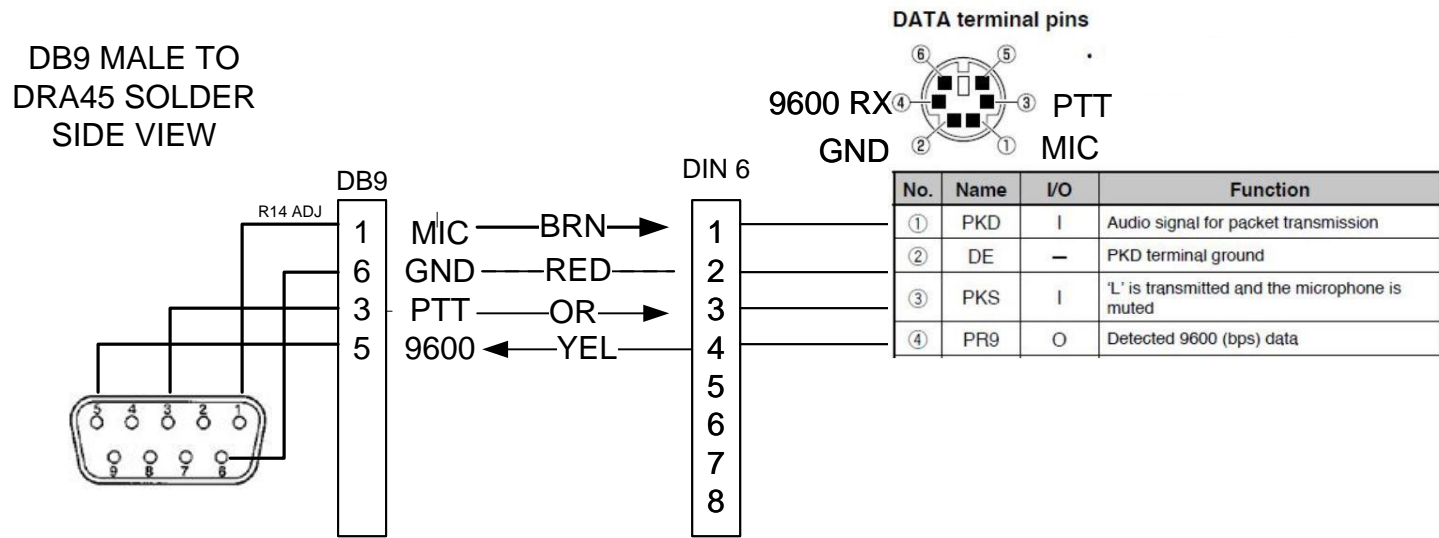 DATA terminal pins
DB9 MALE TO
DRA45 SOLDER
SIDE VIEW
⑥ ⑤
9600 RX ④ ③ PTT
GND ② ① MIC
DB9
DIN 6
R14 ADJ
No. Name I/O Function
① PKD I Audio signal for packet transmission
② DE — PKD terminal ground
③ PKS I 'L' is transmitted and the microphone is
muted
④ PR9 O Detected 9600 (bps) data
1 MIC BRN 1
6 GND RED 2
3 PTT OR 3
5 9600 YEL 4
5
6
7
8
5 4 3 2 1
9 8 7 6